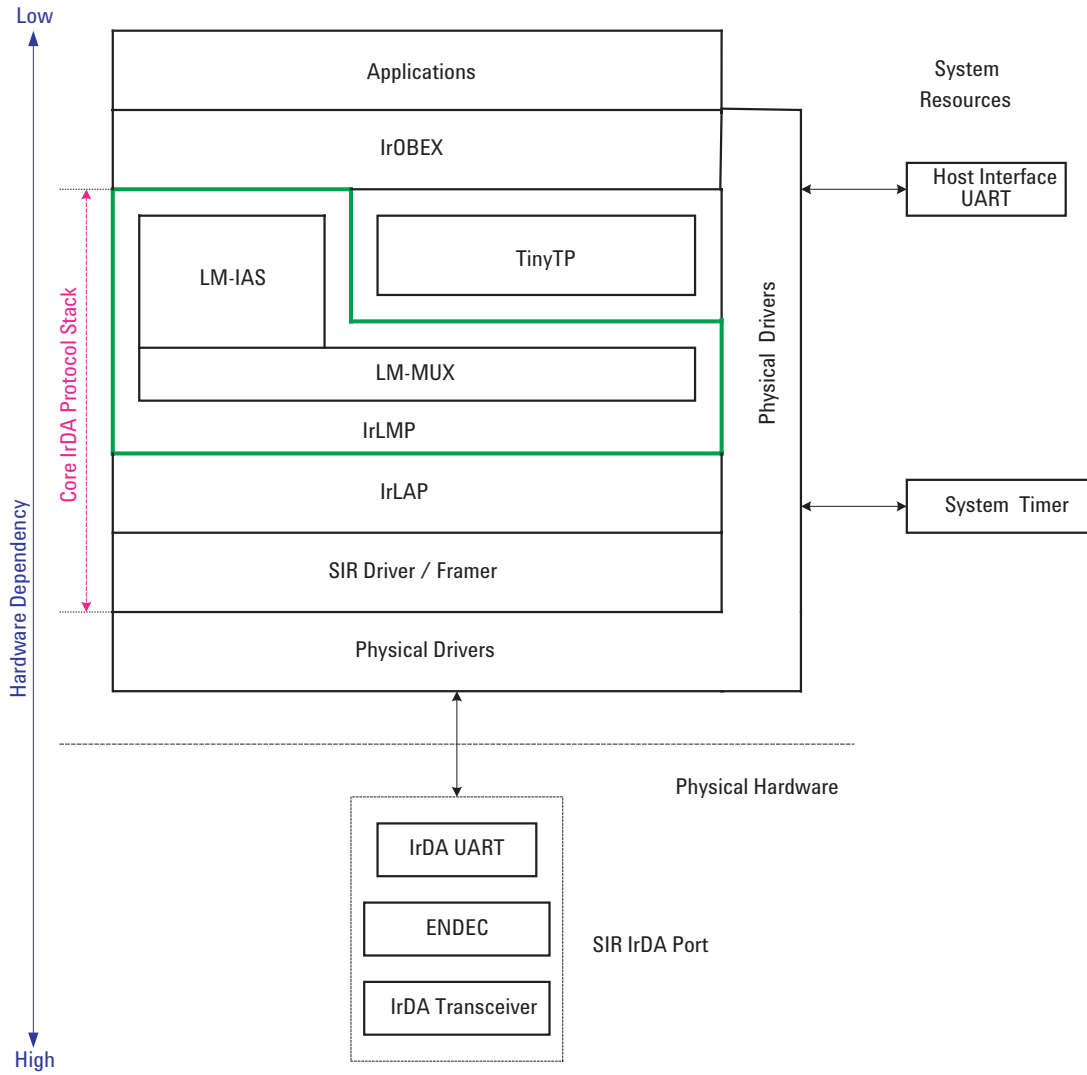 Low
Applications
System
Resources
IrOBEX
Host Interface
UART
LM-IAS
TinyTP
Physical Drivers
LM-MUX
Core IrDA Protocol Stack
IrLMP
IrLAP
System Timer
Hardware Dependency
SIR Driver / Framer
Physical Drivers
Physical Hardware
IrDA UART
ENDEC
SIR IrDA Port
IrDA Transceiver
High